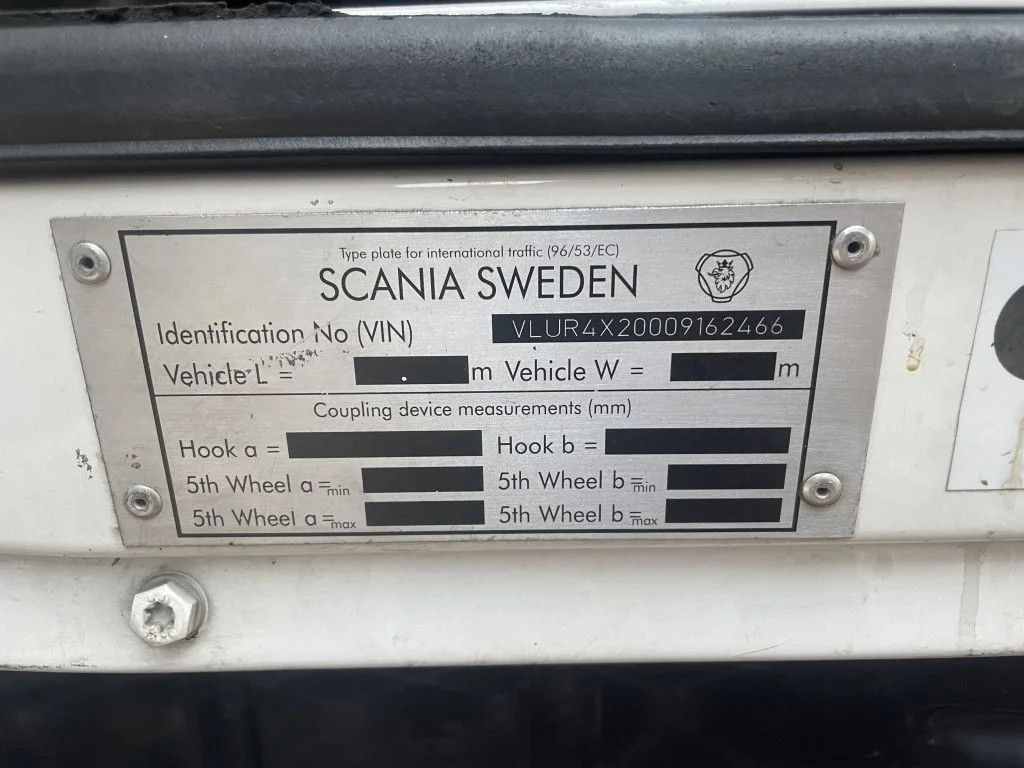 Type plate for international traffic (96/53/EC)
SCANIA SWEDEN
Identification No (VIN) VLUR4X20009162466
Vehicle L = m Vehicle W = m
Coupling device measurements (mm)
Hook a = Hook b =
5th Wheel a = min 5th Wheel b = min
5th Wheel a = max 5th Wheel b = max